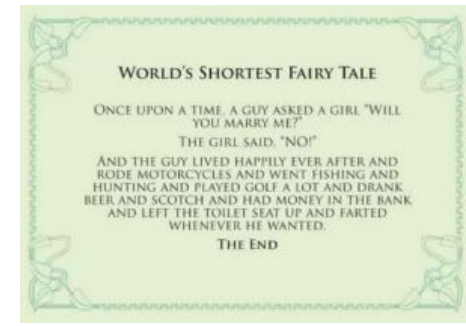 WORLD'S SHORTEST FAIRY TALE
ONCE UPON A TIME, A GUY ASKED A GIRL "WILL
YOU MARRY ME?"
THE GIRL SAID, "NO!"
AND THE GUY LIVED HAPPILY EVER AFTER AND
RODE MOTORCYCLES AND WENT FISHING AND
HUNTING AND PLAYED GOLF A LOT AND DRANK
BEER AND SCOTCH AND HAD MONEY IN THE BANK
AND LEFT THE TOILET SEAT UP AND FARTED
WHENEVER HE WANTED.
THE END